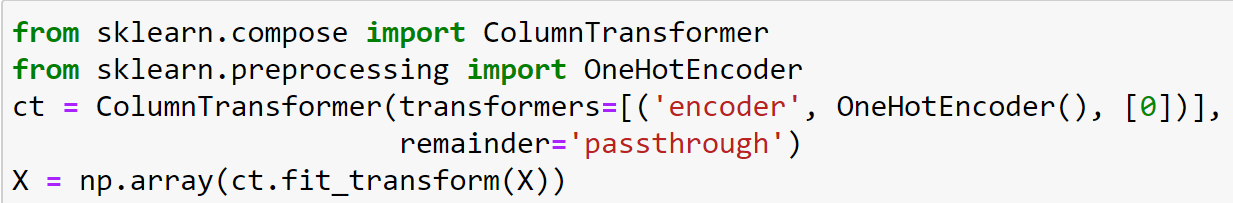 from sklearn.compose import ColumnTransformer
from sklearn.preprocessing import OneHotEncoder
ct = ColumnTransformer(transformers=[('encoder', OneHotEncoder(), [0])],
                       remainder='passthrough')
X = np.array(ct.fit_transform(X))